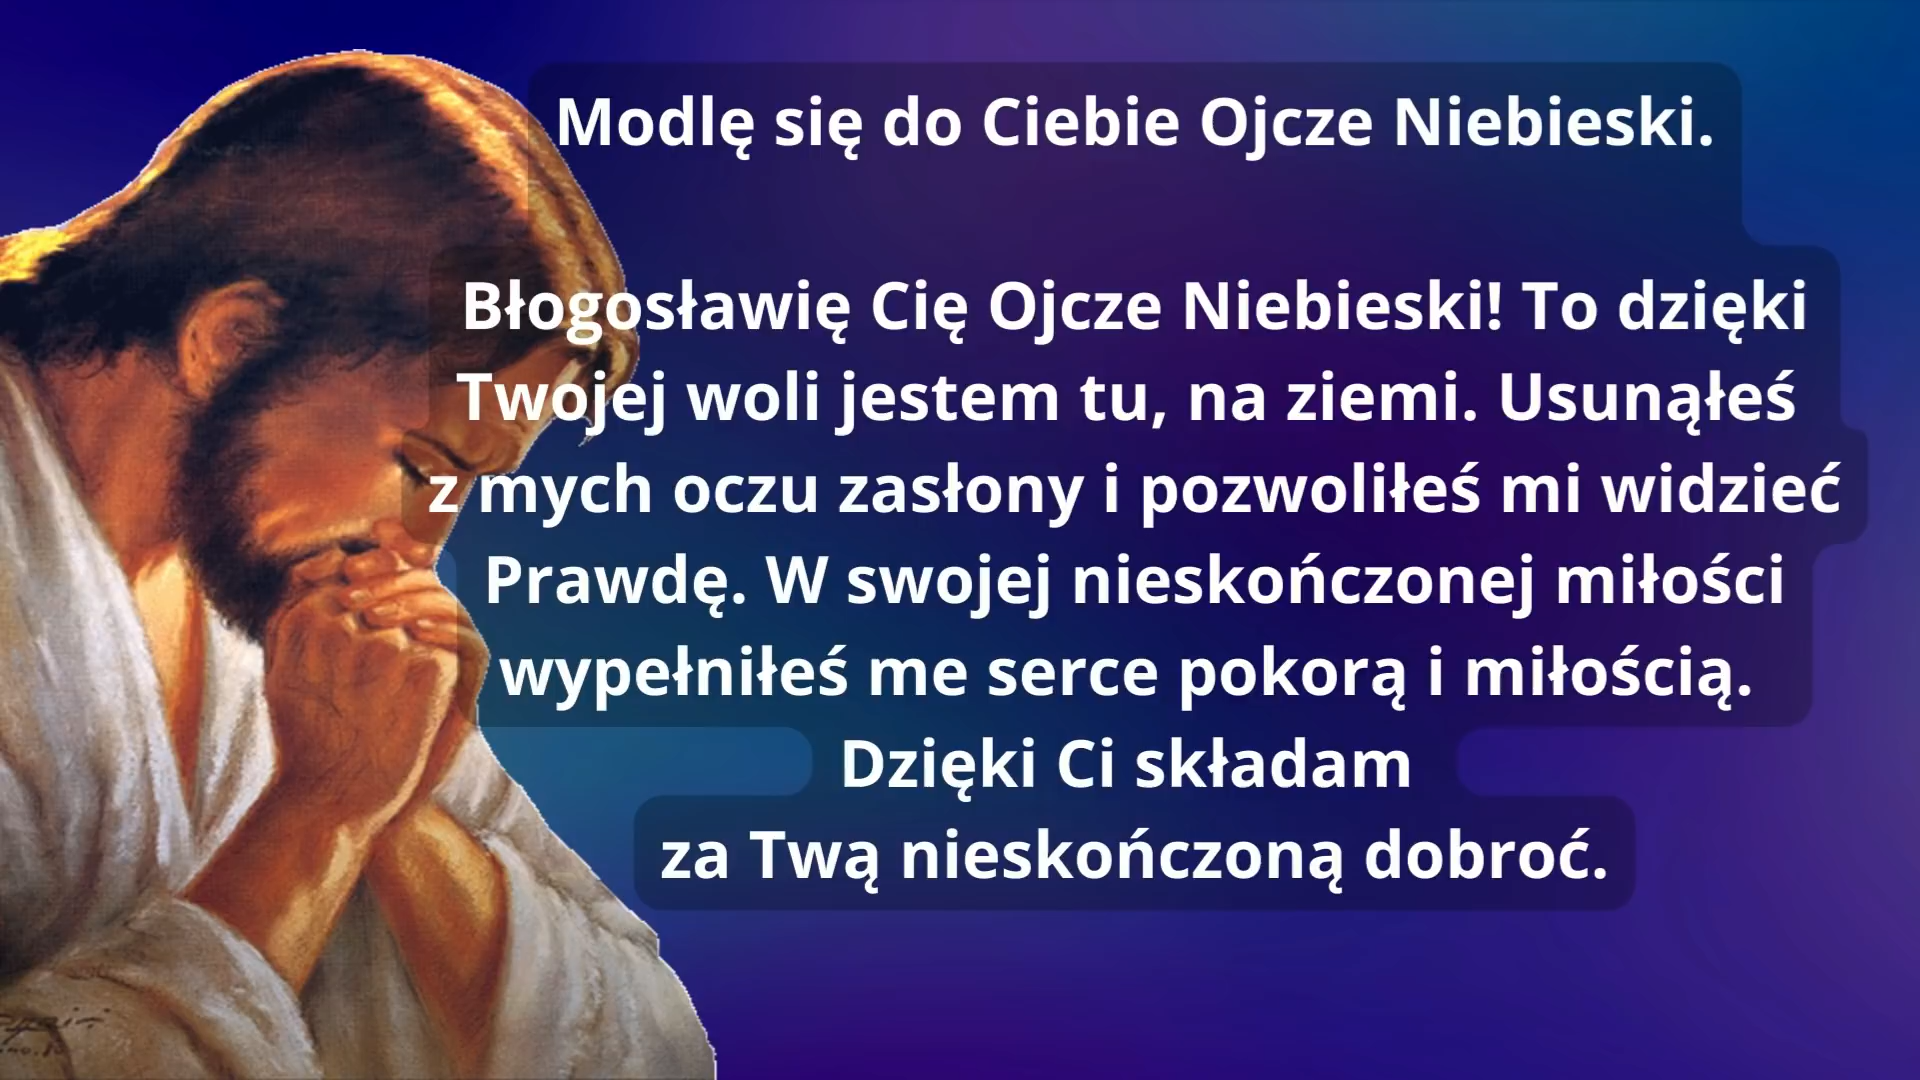 Modlę się do Ciebie Ojcze Niebieski.
Błogosławię Cię Ojcze Niebieski! To dzięki
Twojej woli jestem tu, na ziemi. Usunąłeś
z mych oczu zasłony i pozwoliłeś mi widzieć
Prawdę. W swojej nieskończonej miłości
wypełniłeś me serce pokorą i miłością.
Dzięki Ci składam
za Twą nieskończoną dobroć.